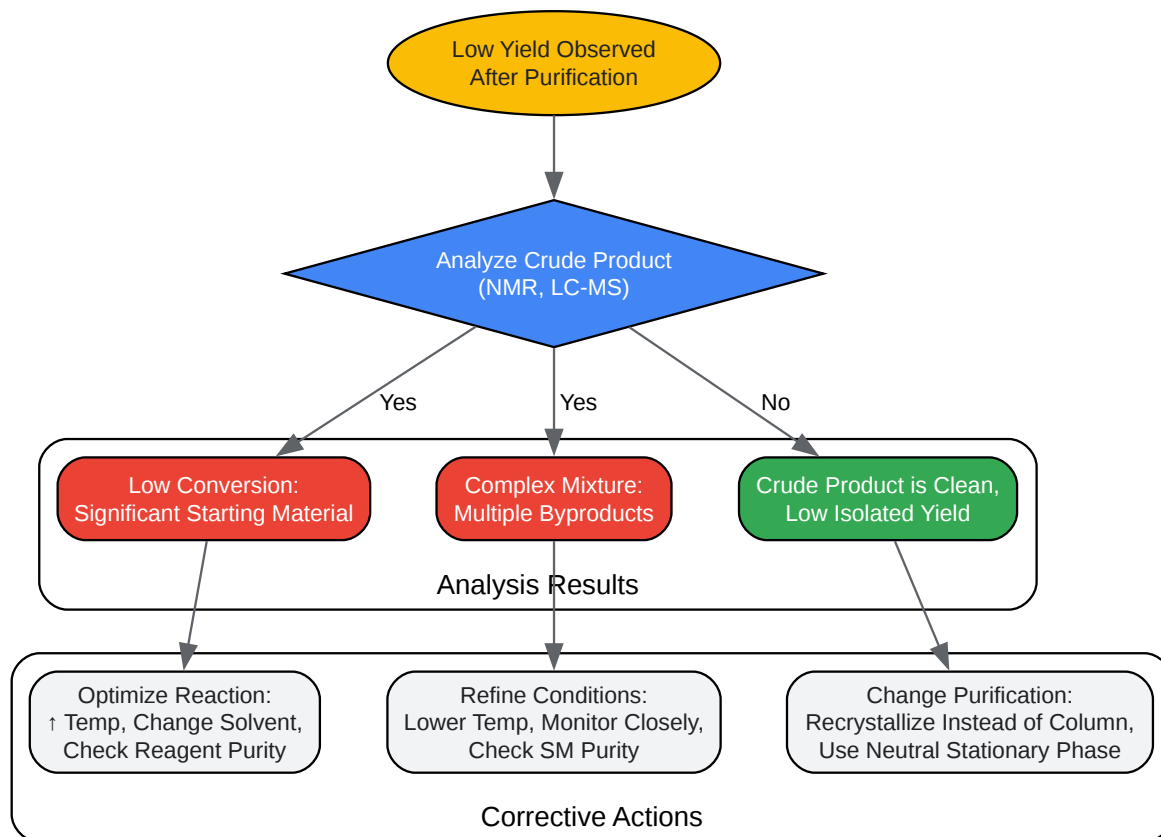 Low Yield Observed
After Purification
Analyze Crude Product
(NMR, LC-MS)
Yes
Yes
No
Low Conversion:
Significant Starting Material
Complex Mixture:
Multiple Byproducts
Crude Product is Clean,
Low Isolated Yield
Analysis Results
Optimize Reaction:
↑ Temp, Change Solvent,
Check Reagent Purity
Refine Conditions:
Lower Temp, Monitor Closely,
Check SM Purity
Change Purification:
Recrystallize Instead of Column,
Use Neutral Stationary Phase
Corrective Actions